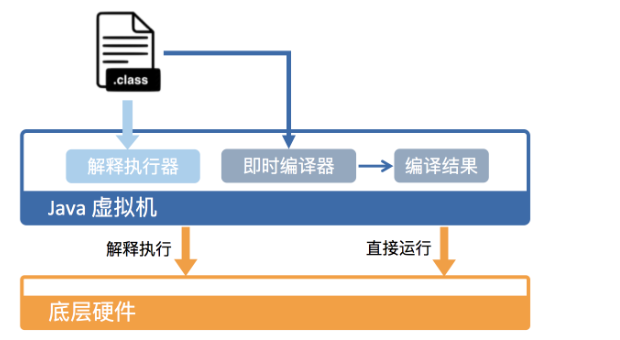 .class
解释执行器
即时编译器
编译结果
Java 虚拟机
解释执行
直接运行
底层硬件